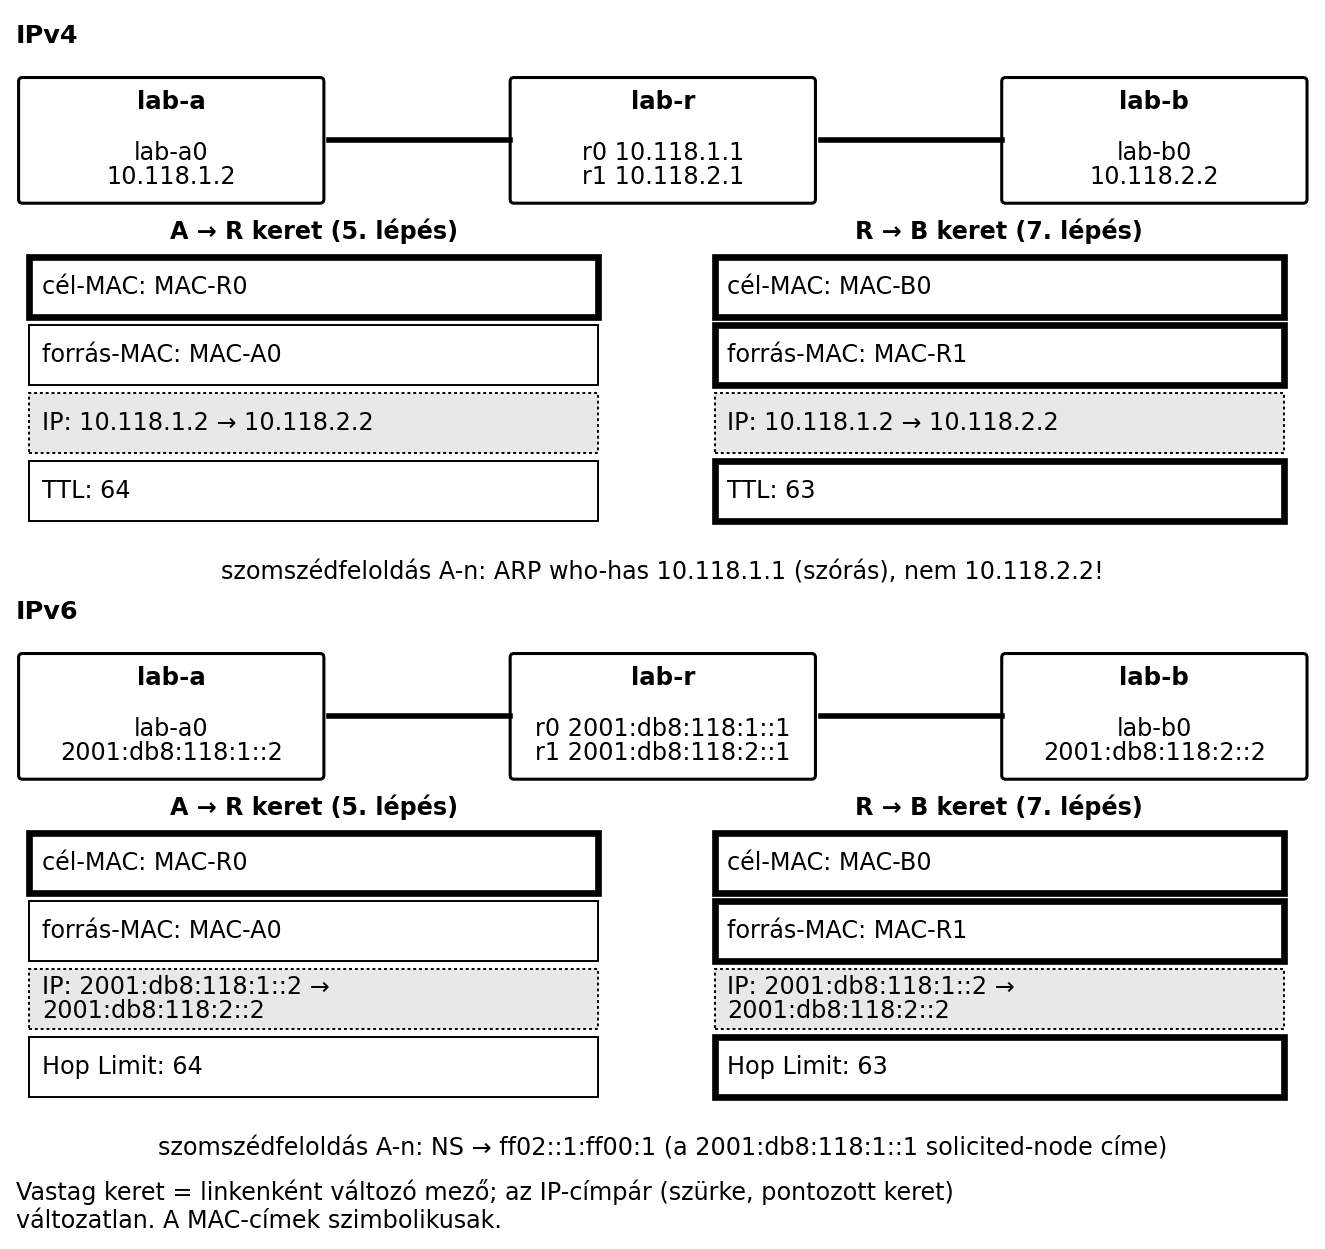 IPv4
lab-a
lab-a0
10.118.1.2
lab-r
r0 10.118.1.1
r1 10.118.2.1
lab-b
lab-b0
10.118.2.2
A → R keret (5. lépés)
cél-MAC: MAC-R0
forrás-MAC: MAC-A0
IP: 10.118.1.2 → 10.118.2.2
TTL: 64
R → B keret (7. lépés)
cél-MAC: MAC-B0
forrás-MAC: MAC-R1
IP: 10.118.1.2 → 10.118.2.2
TTL: 63
szomszédfeloldás A-n: ARP who-has 10.118.1.1 (szórás), nem 10.118.2.2!
IPv6
lab-a
lab-a0
2001:db8:118:1::2
lab-r
r0 2001:db8:118:1::1
r1 2001:db8:118:2::1
lab-b
lab-b0
2001:db8:118:2::2
A → R keret (5. lépés)
cél-MAC: MAC-R0
forrás-MAC: MAC-A0
IP: 2001:db8:118:1::2 →
2001:db8:118:2::2
Hop Limit: 64
R → B keret (7. lépés)
cél-MAC: MAC-B0
forrás-MAC: MAC-R1
IP: 2001:db8:118:1::2 →
2001:db8:118:2::2
Hop Limit: 63
szomszédfeloldás A-n: NS → ff02::1:ff00:1 (a 2001:db8:118:1::1 solicited-node címe)
Vastag keret = linkenként változó mező; az IP-címpár (szürke, pontozott keret)
változatlan. A MAC-címek szimbolikusak.